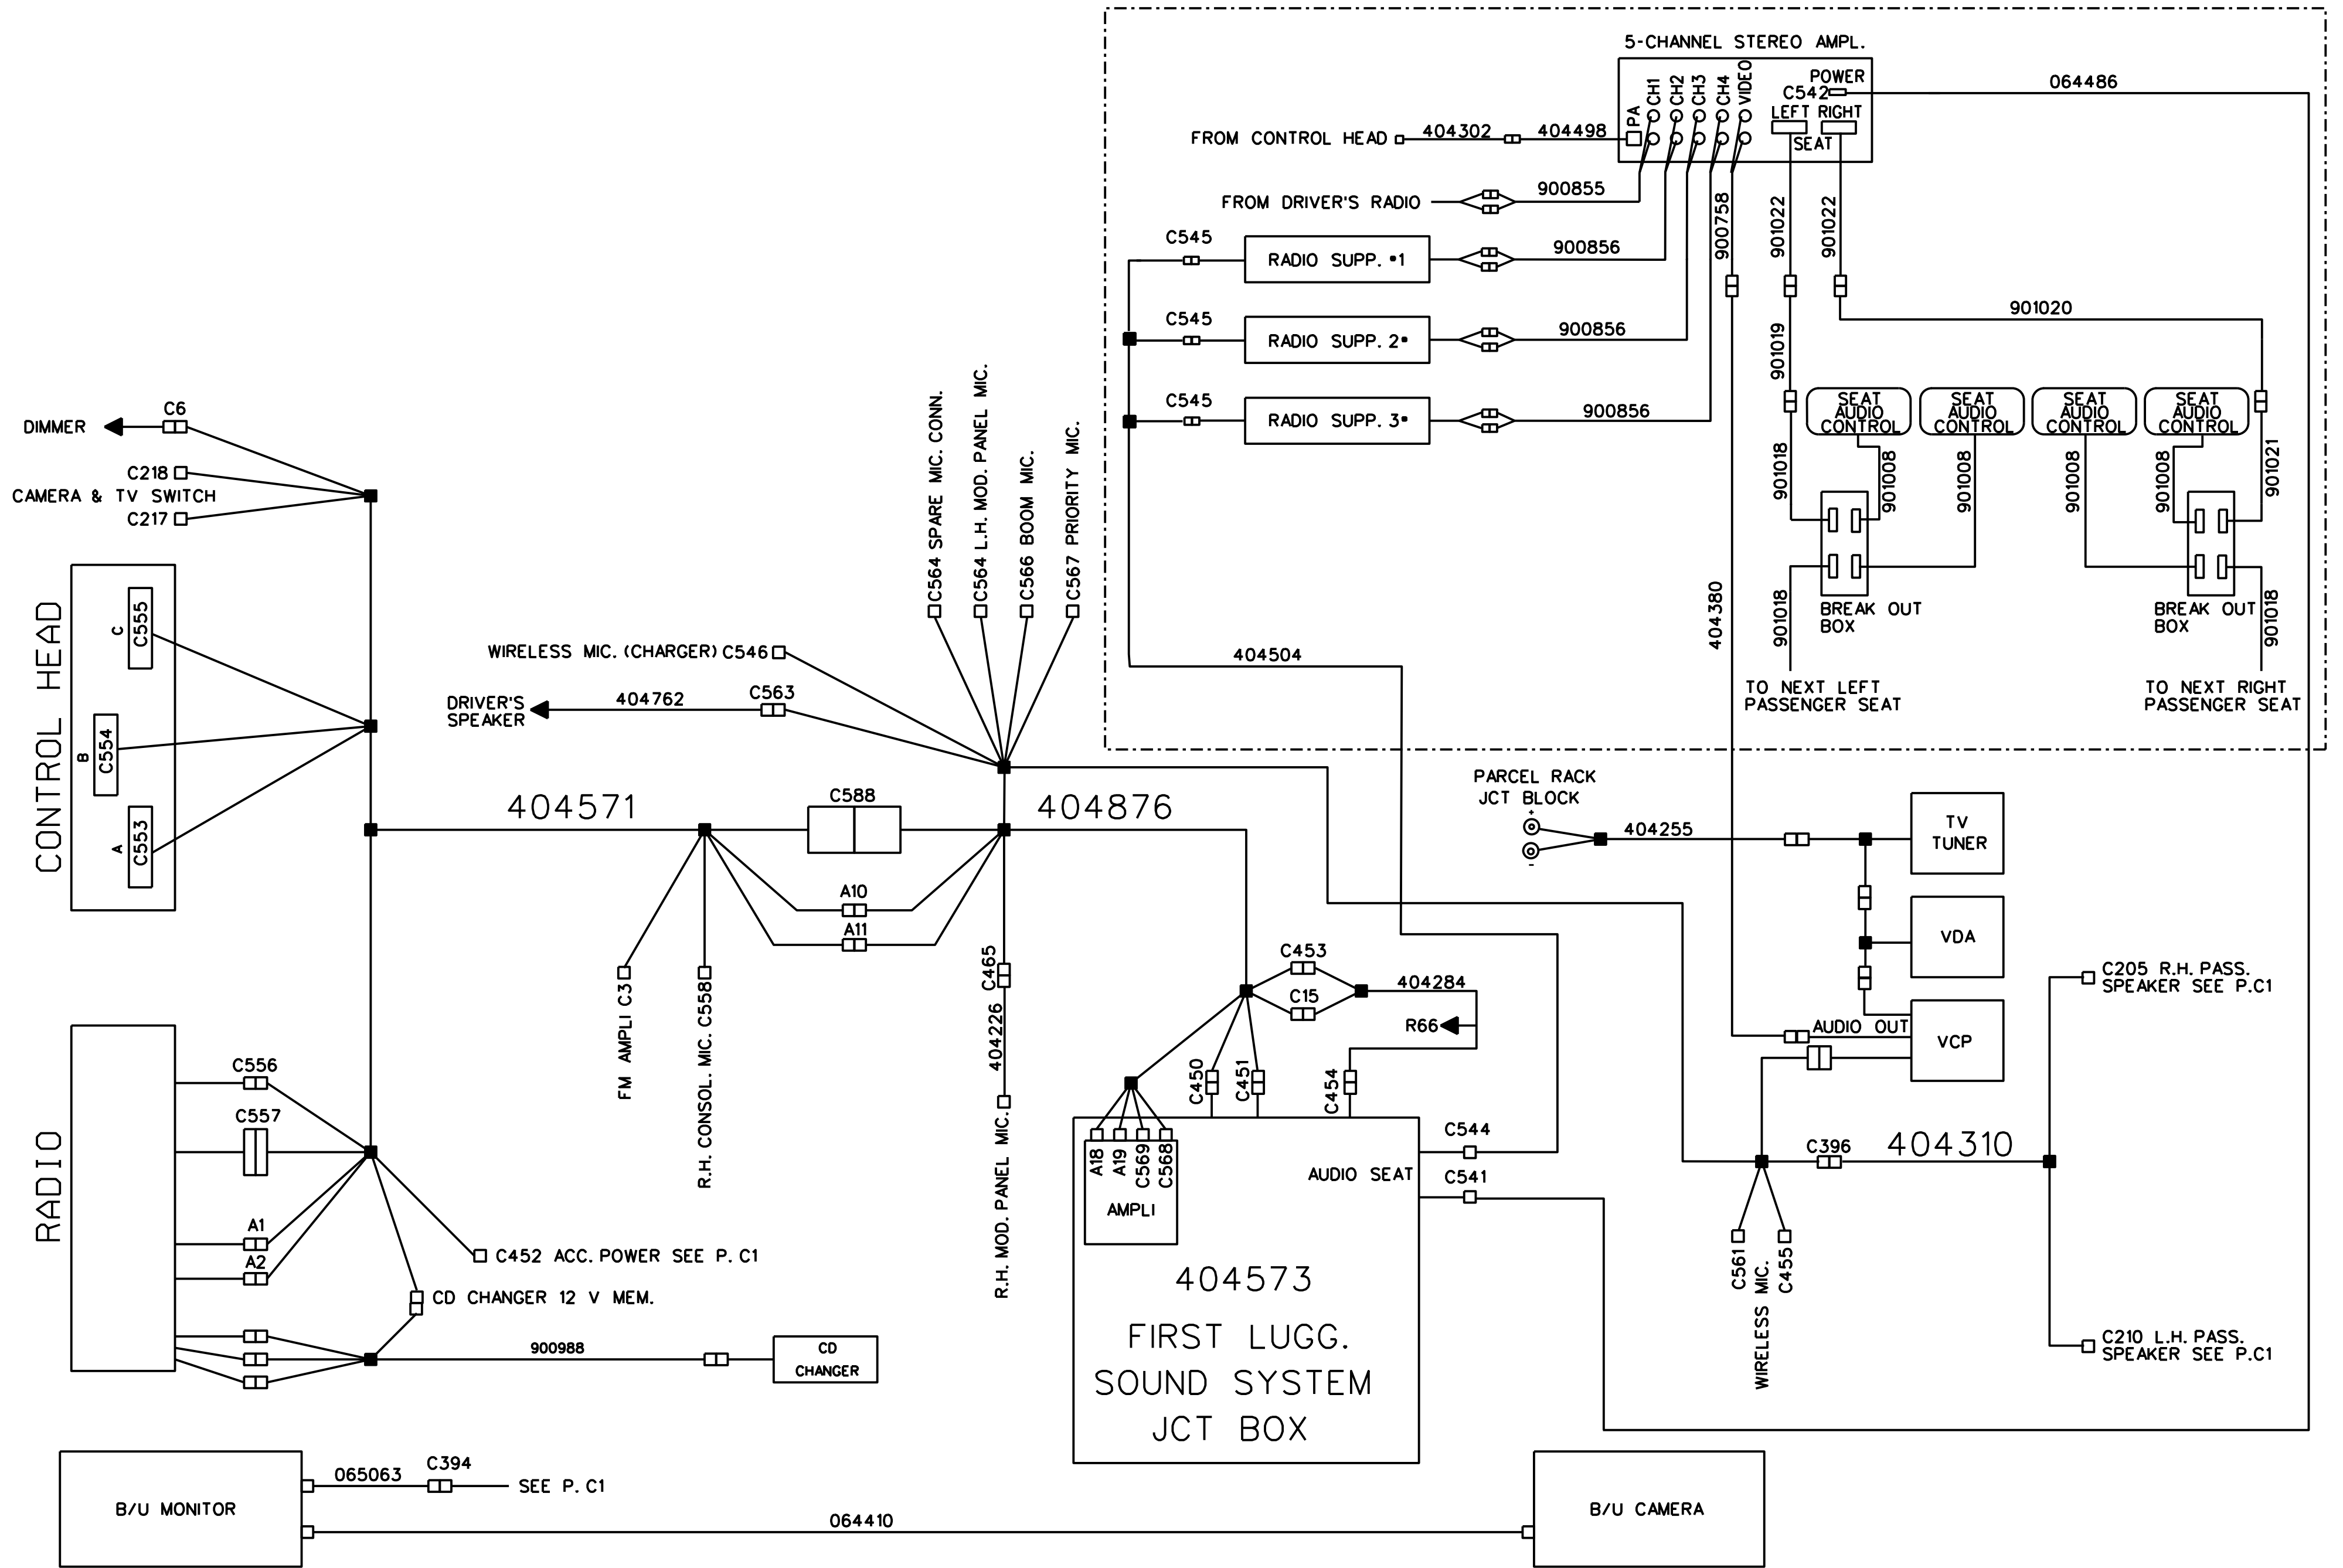 5-CHANNEL STEREO AMPL.
PA
CH1
CH2
CH3
CH4
VIDEO
POWER
C542
LEFT RIGHT
SEAT
064486
FROM CONTROL HEAD
404302
404498
FROM DRIVER'S RADIO
900855
C545
RADIO SUPP. •1
900856
C545
RADIO SUPP. 2•
900856
C545
RADIO SUPP. 3•
900856
900758
901022
901022
901020
901019
SEAT
AUDIO
CONTROL
SEAT
AUDIO
CONTROL
SEAT
AUDIO
CONTROL
SEAT
AUDIO
CONTROL
901018
901008
901008
901008
901008
901021
404380
901018
BREAK OUT
BOX
BREAK OUT
BOX
901018
TO NEXT LEFT
PASSENGER SEAT
TO NEXT RIGHT
PASSENGER SEAT
404504
DIMMER
C6
C218
CAMERA & TV SWITCH
C217
CONTROL HEAD
C
C555
B
C554
A
C553
C564 SPARE MIC. CONN.
C564 L.H. MOD. PANEL MIC.
C566 BOOM MIC.
C567 PRIORITY MIC.
WIRELESS MIC. (CHARGER) C546
DRIVER'S
SPEAKER
404762
C563
404571
C588
404876
A10
A11
FM AMPLI C3
R.H. CONSOL. MIC. C558
C465
404226
R.H. MOD. PANEL MIC.
PARCEL RACK
JCT BLOCK
+
-
404255
TV
TUNER
VDA
VCP
AUDIO OUT
C453
C15
404284
R66
C450
C451
C454
A18
A19
C569
C568
AMPLI
AUDIO SEAT
C544
C541
404573
FIRST LUGG.
SOUND SYSTEM
JCT BOX
C396
404310
C205 R.H. PASS.
SPEAKER SEE P.C1
C210 L.H. PASS.
SPEAKER SEE P.C1
C561
WIRELESS MIC.
C455
RADIO
C556
C557
A1
A2
C452 ACC. POWER SEE P. C1
CD CHANGER 12 V MEM.
900988
CD
CHANGER
B/U MONITOR
065063
C394
SEE P. C1
064410
B/U CAMERA